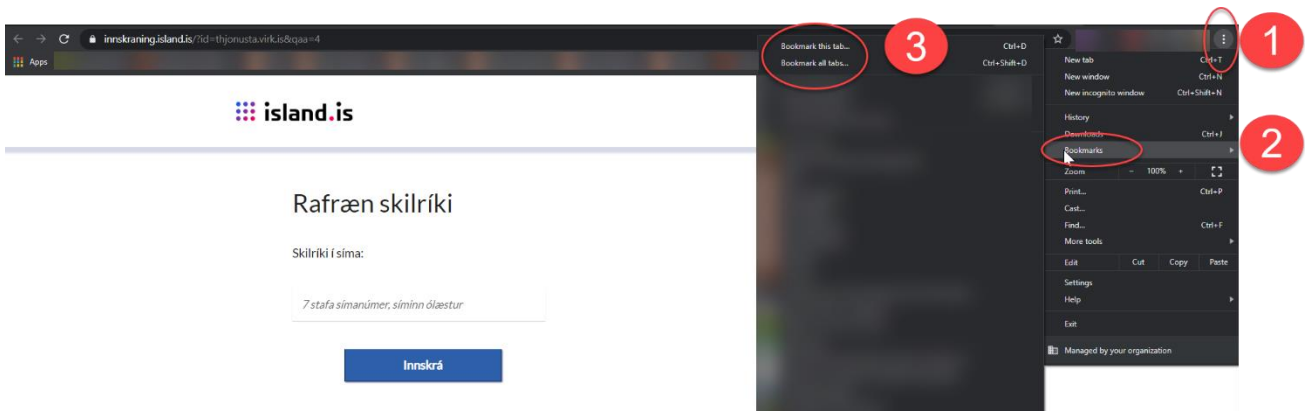 innskraning.island.is/?id=thjonusta.virk.is&qaa=4
Apps
island.is
Rafræn skilríki
Skilríki í síma:
7 stafa símanúmer, síminn ólæstur
Innskrá
Bookmark this tab... Ctrl+D
Bookmark all tabs... Ctrl+Shift+D
3
1
New tab Ctrl+T
New window Ctrl+N
New incognito window Ctrl+Shift+N
History
Downloads Ctrl+J
Bookmarks
2
Zoom - 100% +
Print... Ctrl+P
Cast...
Find... Ctrl+F
More tools
Edit Cut Copy Paste
Settings
Help
Exit
Managed by your organization